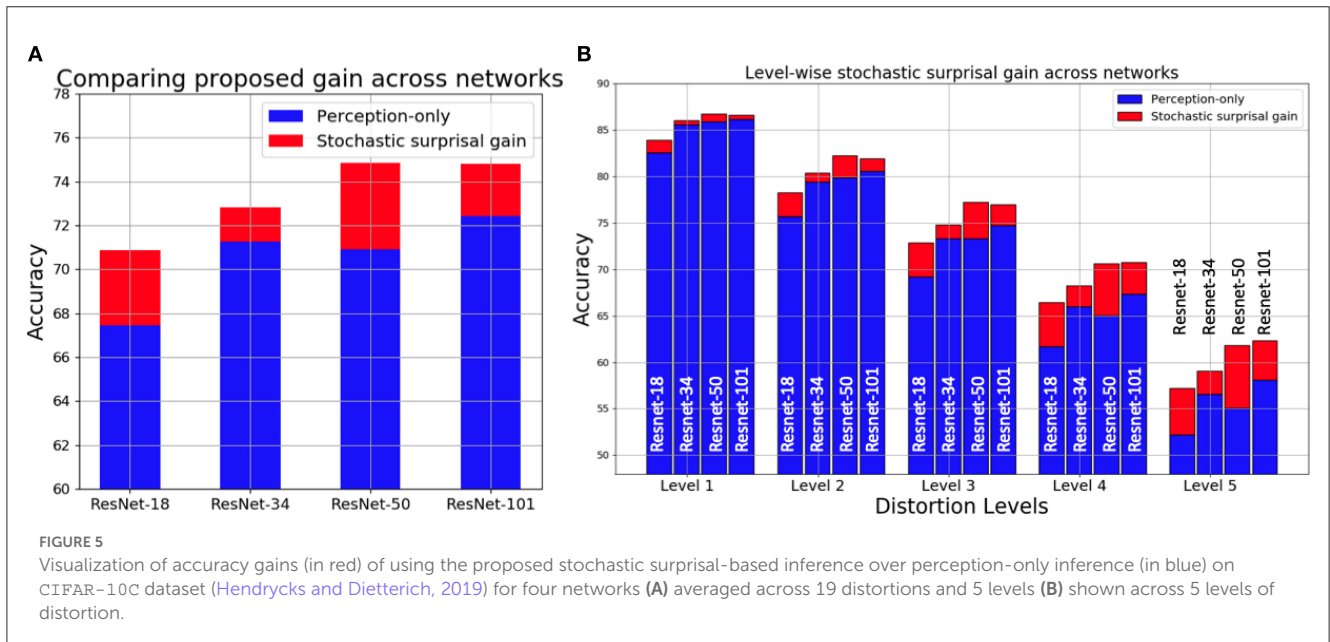 A
Comparing proposed gain across networks
Perception-only
Stochastic surprisal gain
78
76
74
72
70
68
66
64
62
60
Accuracy
ResNet-18 ResNet-34 ResNet-50 ResNet-101
B
Level-wise stochastic surprisal gain across networks
Perception-only
Stochastic surprisal gain
90
85
80
75
70
65
60
55
50
Accuracy
Resnet-18 Resnet-34 Resnet-50 Resnet-101
Resnet-18 Resnet-34 Resnet-50 Resnet-101
Resnet-18 Resnet-34 Resnet-50 Resnet-101
Resnet-18 Resnet-34 Resnet-50 Resnet-101
Resnet-18 Resnet-34 Resnet-50 Resnet-101
Level 1 Level 2 Level 3 Level 4 Level 5
Distortion Levels
FIGURE 5
Visualization of accuracy gains (in red) of using the proposed stochastic surprisal-based inference over perception-only inference (in blue) on
CIFAR-10C dataset (Hendrycks and Dietterich, 2019) for four networks (A) averaged across 19 distortions and 5 levels (B) shown across 5 levels of
distortion.